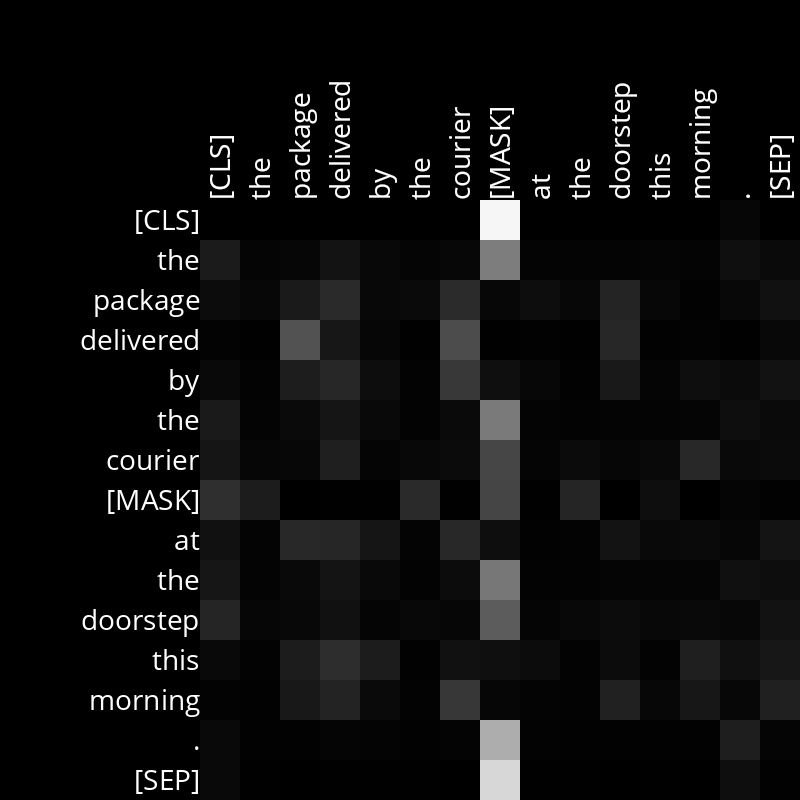 [CLS] the package delivered by the courier [MASK] at the doorstep this morning . [SEP]
[CLS]
the
package
delivered
by
the
courier
[MASK]
at
the
doorstep
this
morning
.
[SEP]